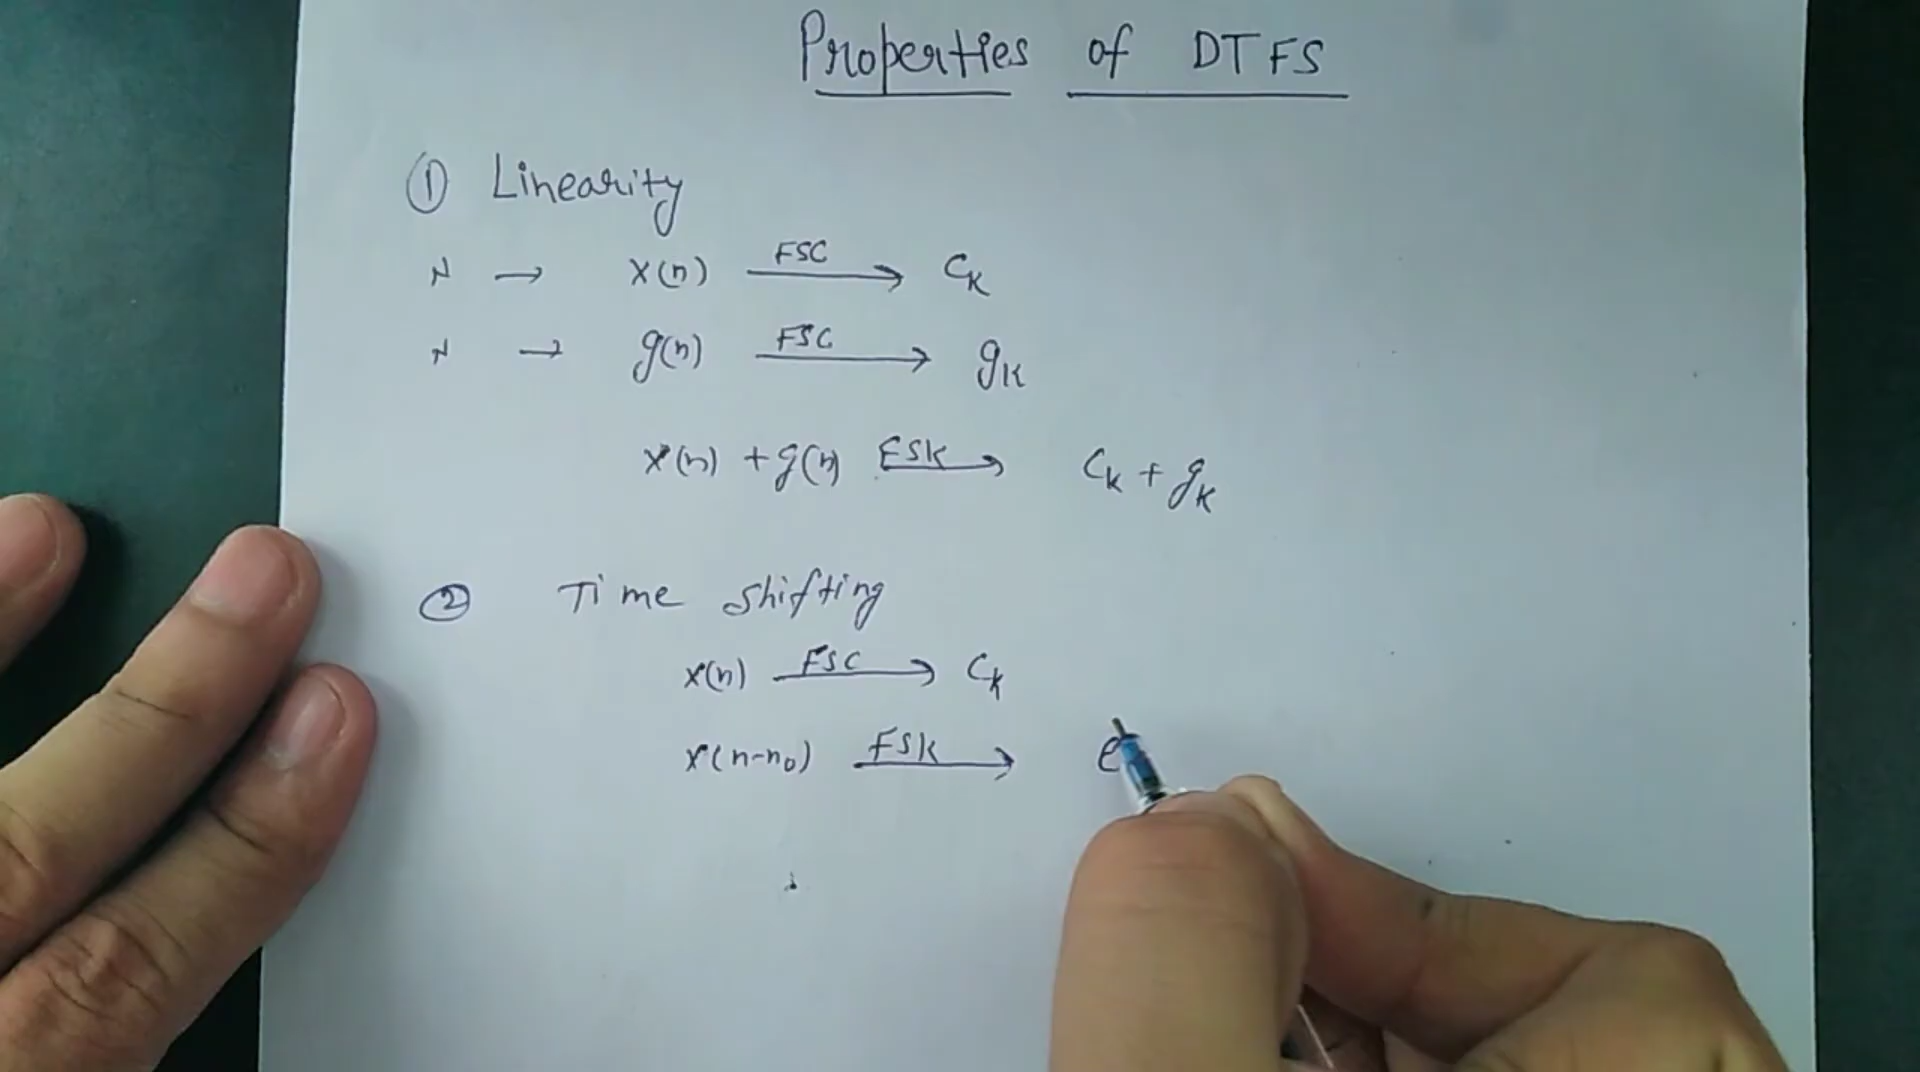 Properties of DTFS
① Linearity
N → x(n) FSC → CK
N → g(n) FSC → gK
x(n) + g(n) FSK → CK + gK
② Time Shifting
x(n) FSC → CK
x(n-n0) FSK → e